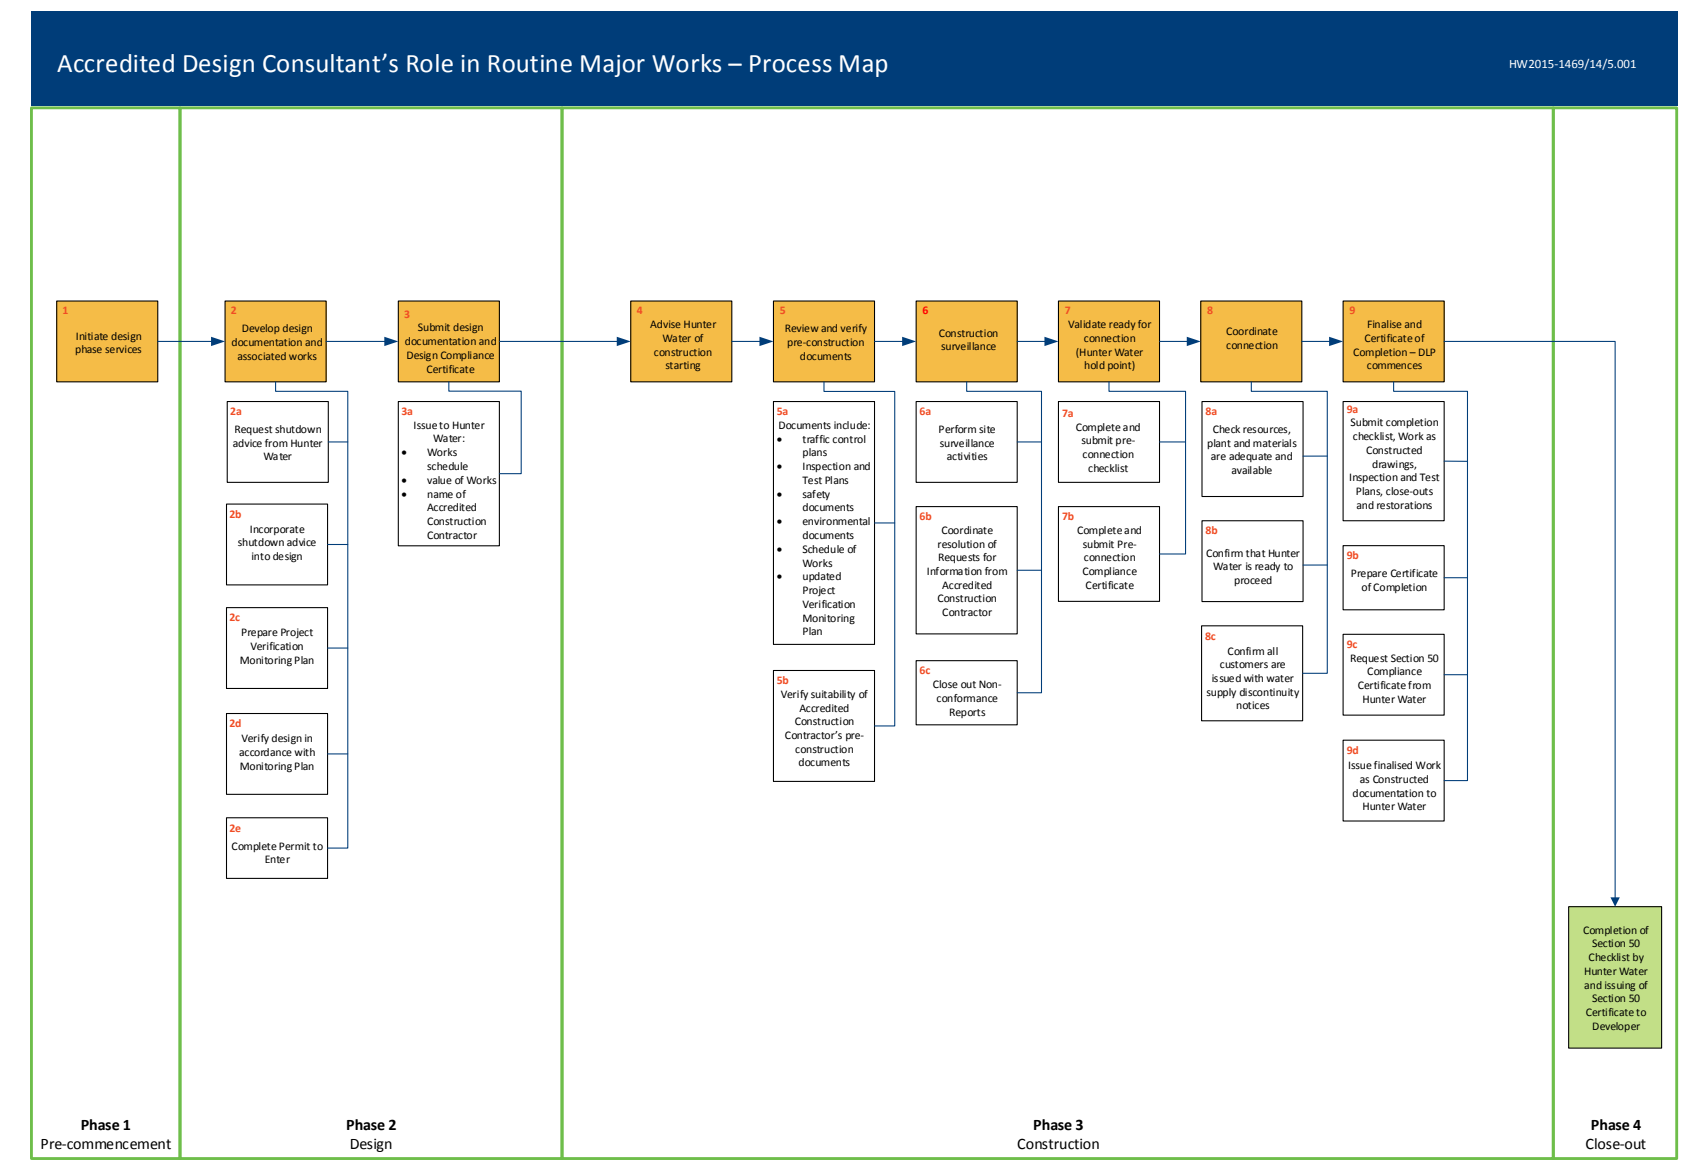 Accredited Design Consultant’s Role in Routine Major Works – Process Map
HW2015-1469/14/5.001
1
Initiate design
phase services
2
Develop design
documentation and
associated works
2a
Request shutdown
advice from Hunter
Water
2b
Incorporate
shutdown advice
into design
2c
Prepare Project
Verification
Monitoring Plan
2d
Verify design in
accordance with
Monitoring Plan
2e
Complete Permit to
Enter
3
Submit design
documentation and
Design Compliance
Certificate
3a
Issue to Hunter
Water:
• Works
schedule
• value of Works
• name of
Accredited
Construction
Contractor
4
Advise Hunter
Water of
construction
starting
5
Review and verify
pre-construction
documents
5a
Documents include:
• traffic control
plans
• Inspection and
Test Plans
• safety
documents
• environmental
documents
• Schedule of
Works
• updated
Project
Verification
Monitoring
Plan
5b
Verify suitability of
Accredited
Construction
Contractor’s pre-
construction
documents
6
Construction
surveillance
6a
Perform site
surveillance
activities
6b
Coordinate
resolution of
Requests for
Information from
Accredited
Construction
Contractor
6c
Close out Non-
conformance
Reports
7
Validate ready for
connection
(Hunter Water
hold point)
7a
Complete and
submit pre-
connection
checklist
7b
Complete and
submit Pre-
connection
Compliance
Certificate
8
Coordinate
connection
8a
Check resources,
plant and materials
are adequate and
available
8b
Confirm that Hunter
Water is ready to
proceed
8c
Confirm all
customers are
issued with water
supply discontinuity
notices
9
Finalise and
Certificate of
Completion – DLP
commences
9a
Submit completion
checklist, Work as
Constructed
drawings,
Inspection and Test
Plans, close-outs
and restorations
9b
Prepare Certificate
of Completion
9c
Request Section 50
Compliance
Certificate from
Hunter Water
9d
Issue finalised Work
as Constructed
documentation to
Hunter Water
Completion of
Section 50
Checklist by
Hunter Water
and issuing of
Section 50
Certificate to
Developer
Phase 1
Pre-commencement
Phase 2
Design
Phase 3
Construction
Phase 4
Close-out